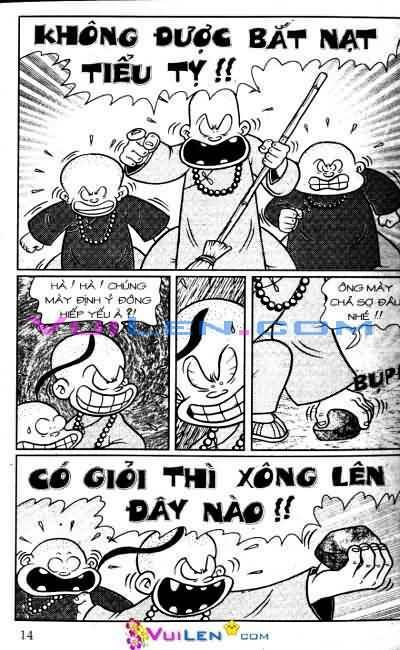 KHÔNG ĐƯỢC BẮT NẠT
TIỂU TỴ !!
HÀ ! HÀ ! CHÚNG
MÀY ĐỊNH Ỷ ĐÔNG
HIẾP YẾU À ?!
ÔNG MÀY
CHẢ SỢ ĐÂU
NHÉ !!
VUILEN.COM
BỤP
CÓ GIỎI THÌ XÔNG LÊN
ĐÂY NÀO !!
14
VUILEN.COM